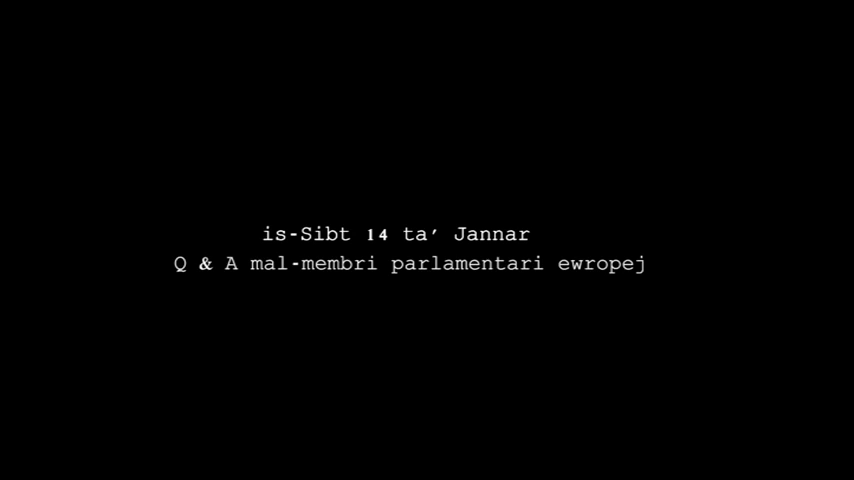 is-Sibt 14 ta’ Jannar
Q & A mal-membri parlamentari ewropej